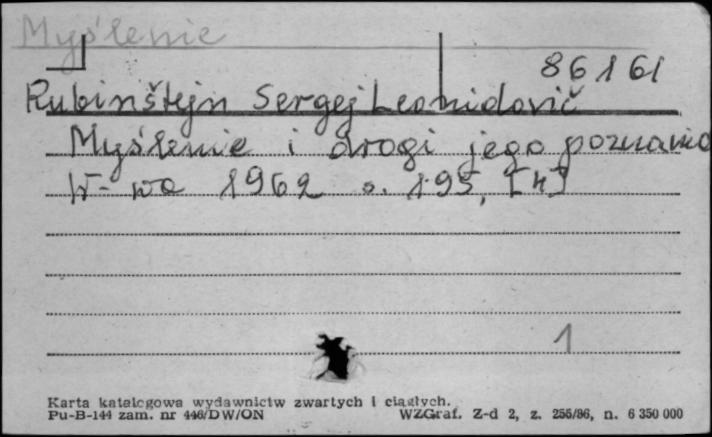 Myślenie
86161
Rubinštejn Sergej Leonidovič
Myślenie i drogi jego poznania
W-wa 1962 s. 195, [4]
1
Karta katalogowa wydawnictw zwartych i ciągłych.
Pu-B-144 zam. nr 446/DW/ON WZGraf. Z-d 2, z. 255/86, n. 6 350 000